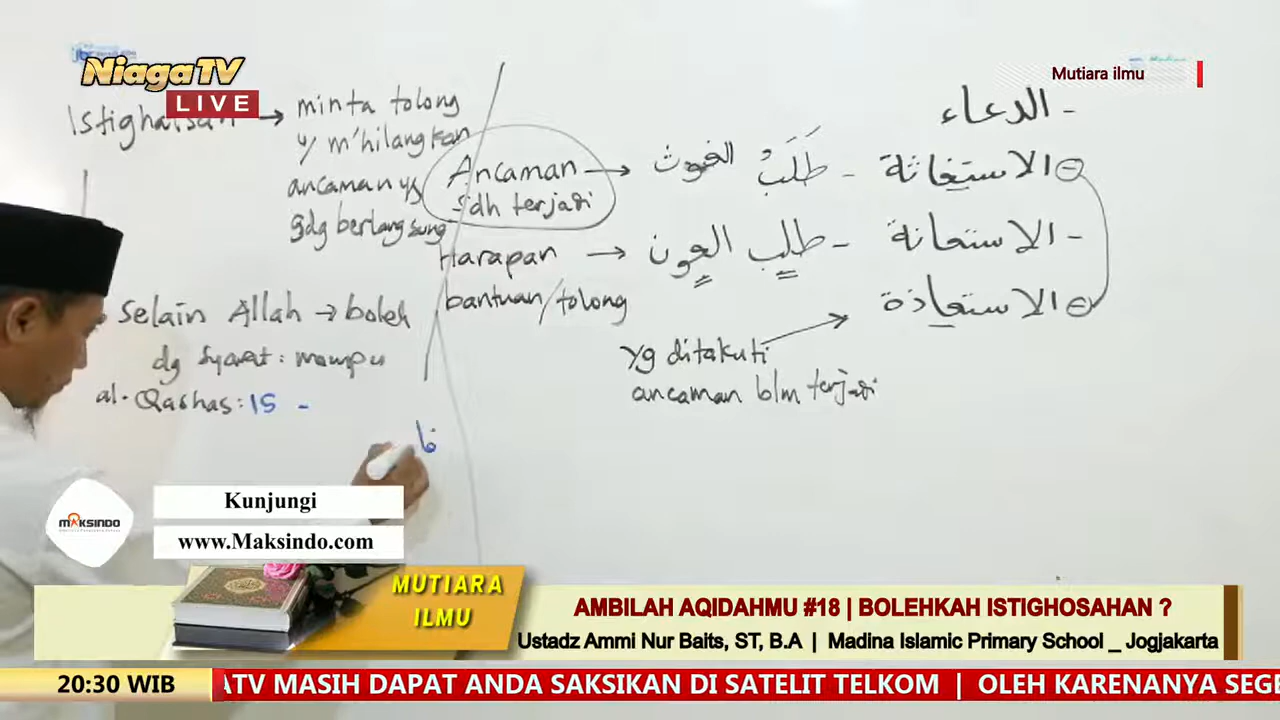 NiagaTV
LIVE
Mutiara ilmu
Istighatsah → minta tolong
u/ m'hilangkan
ancaman yg
sdg berlangsung
Selain Allah → boleh
dg syarat: mampu
al-Qashas: 15 -
Ancaman
sdh terjadi
Harapan
bantuan/tolong
- الدعاء
الاستغاثة - طَلَبُ الغوث
- الاستعانة - طلب العون
الاستعاذة
yg ditakuti
ancaman blm terjadi
MAKSINDO
Kunjungi
www.Maksindo.com
MUTIARA
ILMU
AMBILAH AQIDAHMU #18 | BOLEHKAH ISTIGHOSAHAN ?
Ustadz Ammi Nur Baits, ST, B.A | Madina Islamic Primary School _ Jogjakarta
20:30 WIB
ATV MASIH DAPAT ANDA SAKSIKAN DI SATELIT TELKOM | OLEH KARENANYA SEGE